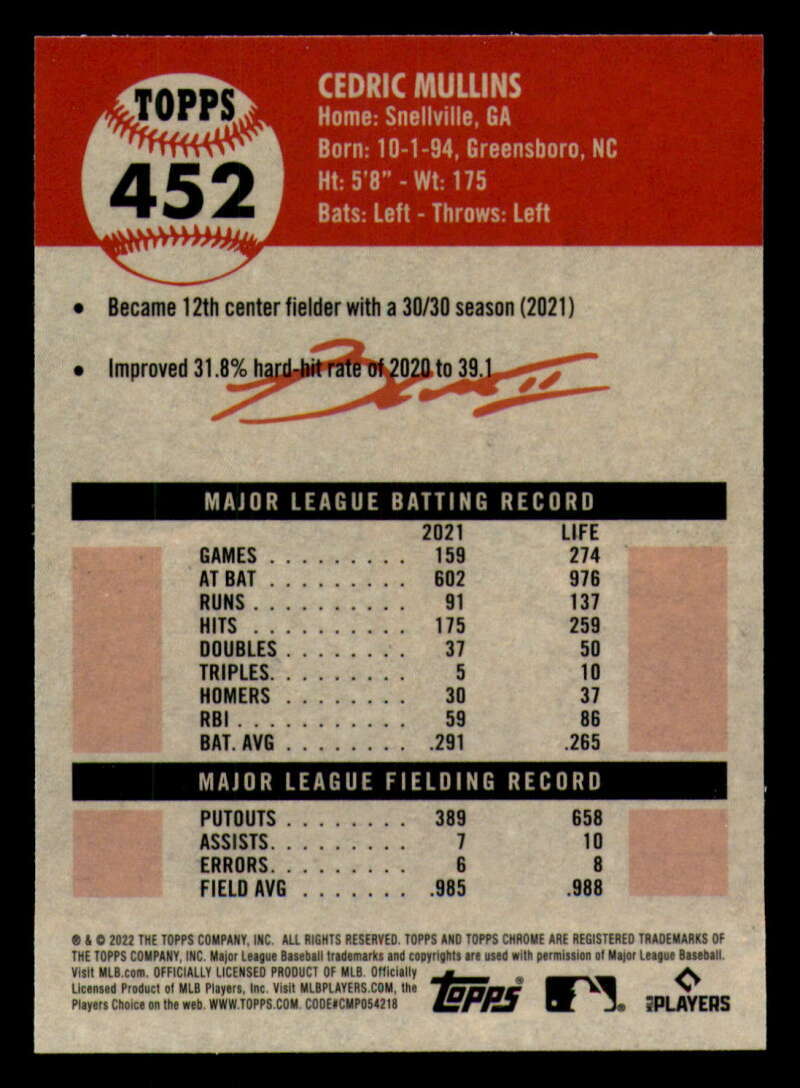 TOPPS
452
CEDRIC MULLINS
Home: Snellville, GA
Born: 10-1-94, Greensboro, NC
Ht: 5'8" - Wt: 175
Bats: Left - Throws: Left
• Became 12th center fielder with a 30/30 season (2021)
• Improved 31.8% hard-hit rate of 2020 to 39.1
MAJOR LEAGUE BATTING RECORD
2021 LIFE
GAMES . . . . . . . . . 159 274
AT BAT . . . . . . . . . 602 976
RUNS . . . . . . . . . . 91 137
HITS . . . . . . . . . . 175 259
DOUBLES . . . . . . . . 37 50
TRIPLES. . . . . . . . . 5 10
HOMERS . . . . . . . . 30 37
RBI . . . . . . . . . . . 59 86
BAT. AVG . . . . . . . . .291 .265
MAJOR LEAGUE FIELDING RECORD
PUTOUTS . . . . . . . . 389 658
ASSISTS. . . . . . . . . 7 10
ERRORS. . . . . . . . . 6 8
FIELD AVG . . . . . . . .985 .988
® & © 2022 THE TOPPS COMPANY, INC. ALL RIGHTS RESERVED. TOPPS AND TOPPS CHROME ARE REGISTERED TRADEMARKS OF
THE TOPPS COMPANY, INC. Major League Baseball trademarks and copyrights are used with permission of Major League Baseball.
Visit MLB.com. OFFICIALLY LICENSED PRODUCT OF MLB. Officially
Licensed Product of MLB Players, Inc. Visit MLBPLAYERS.COM, the
Players Choice on the web. WWW.TOPPS.COM. CODE#CMP054218
Topps®
MLB PLAYERS